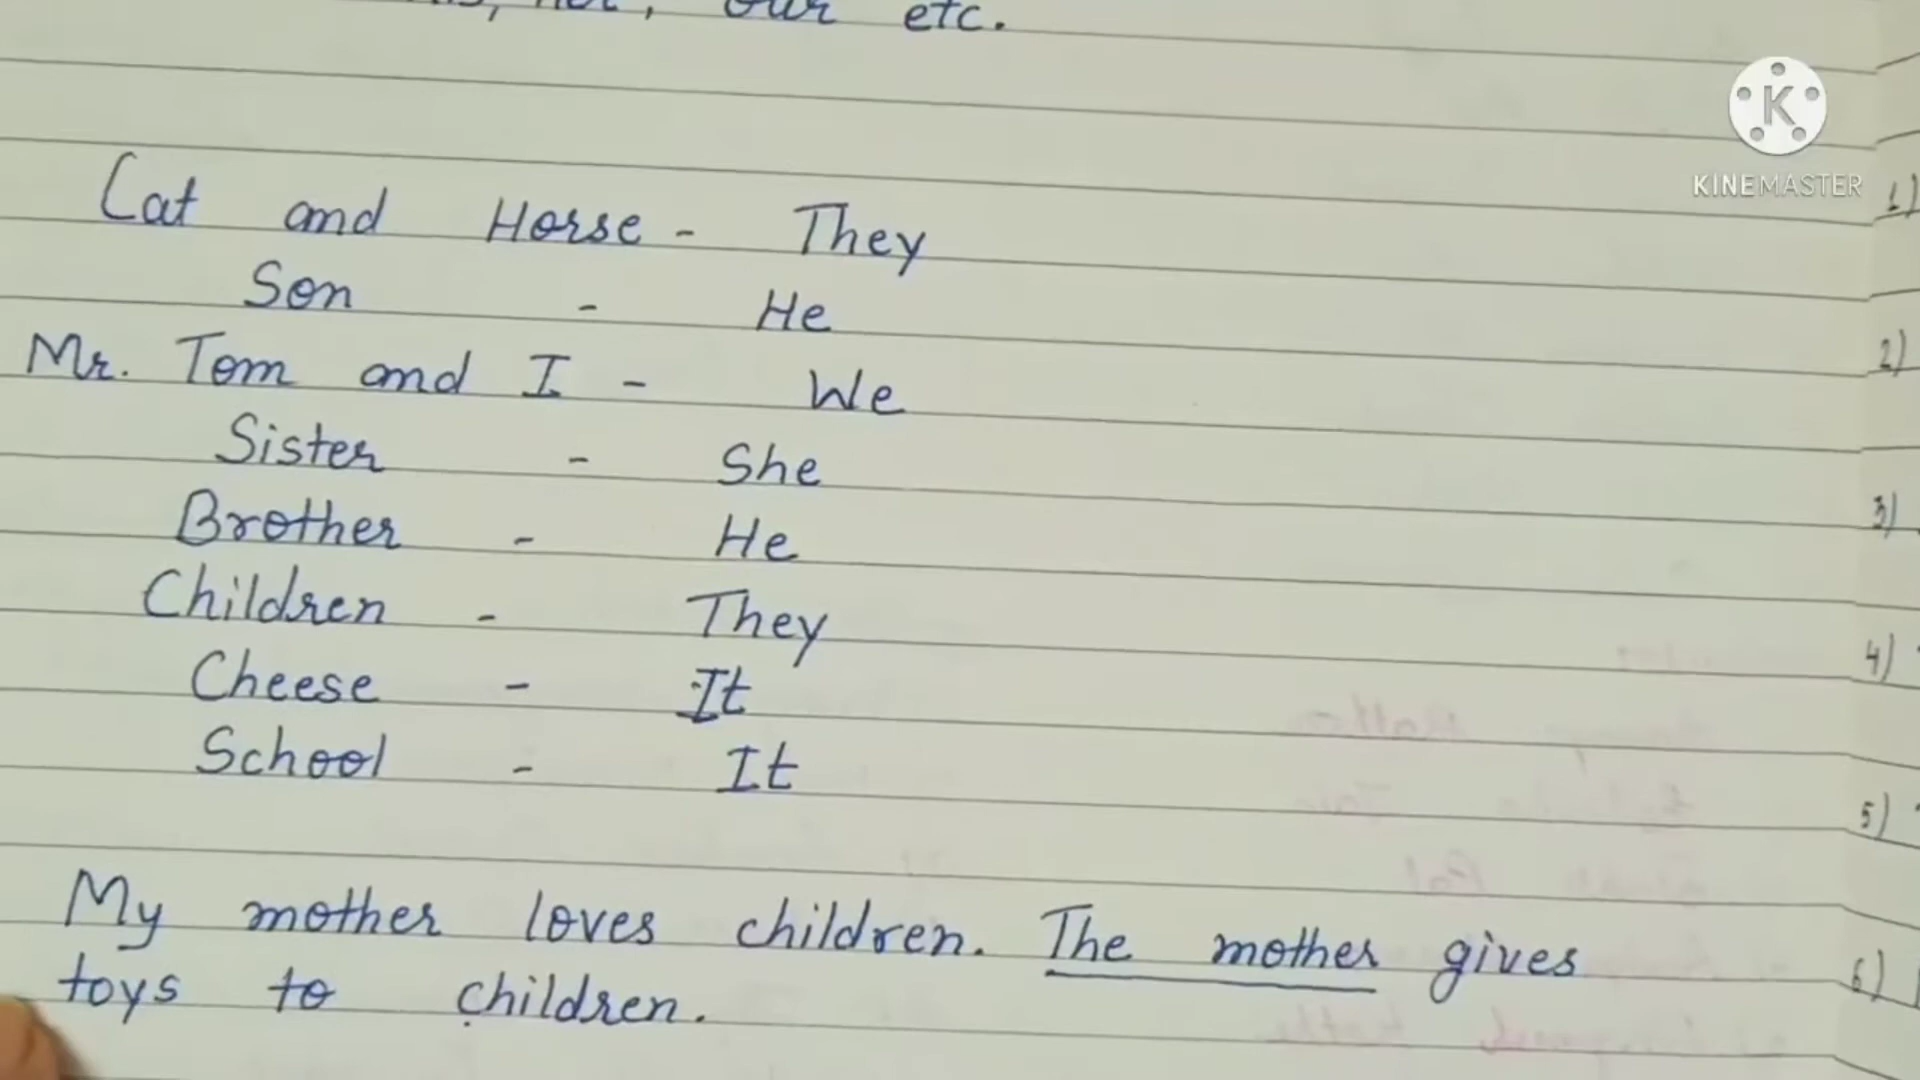 our etc.
Cat and Horse - They
Son - He
Mr. Tom and I - We
Sister - She
Brother - He
Children - They
Cheese - It
School - It
My mother loves children. The mother gives
toys to children.
KINEMASTER
1)
2)
3)
4)
5)
6)